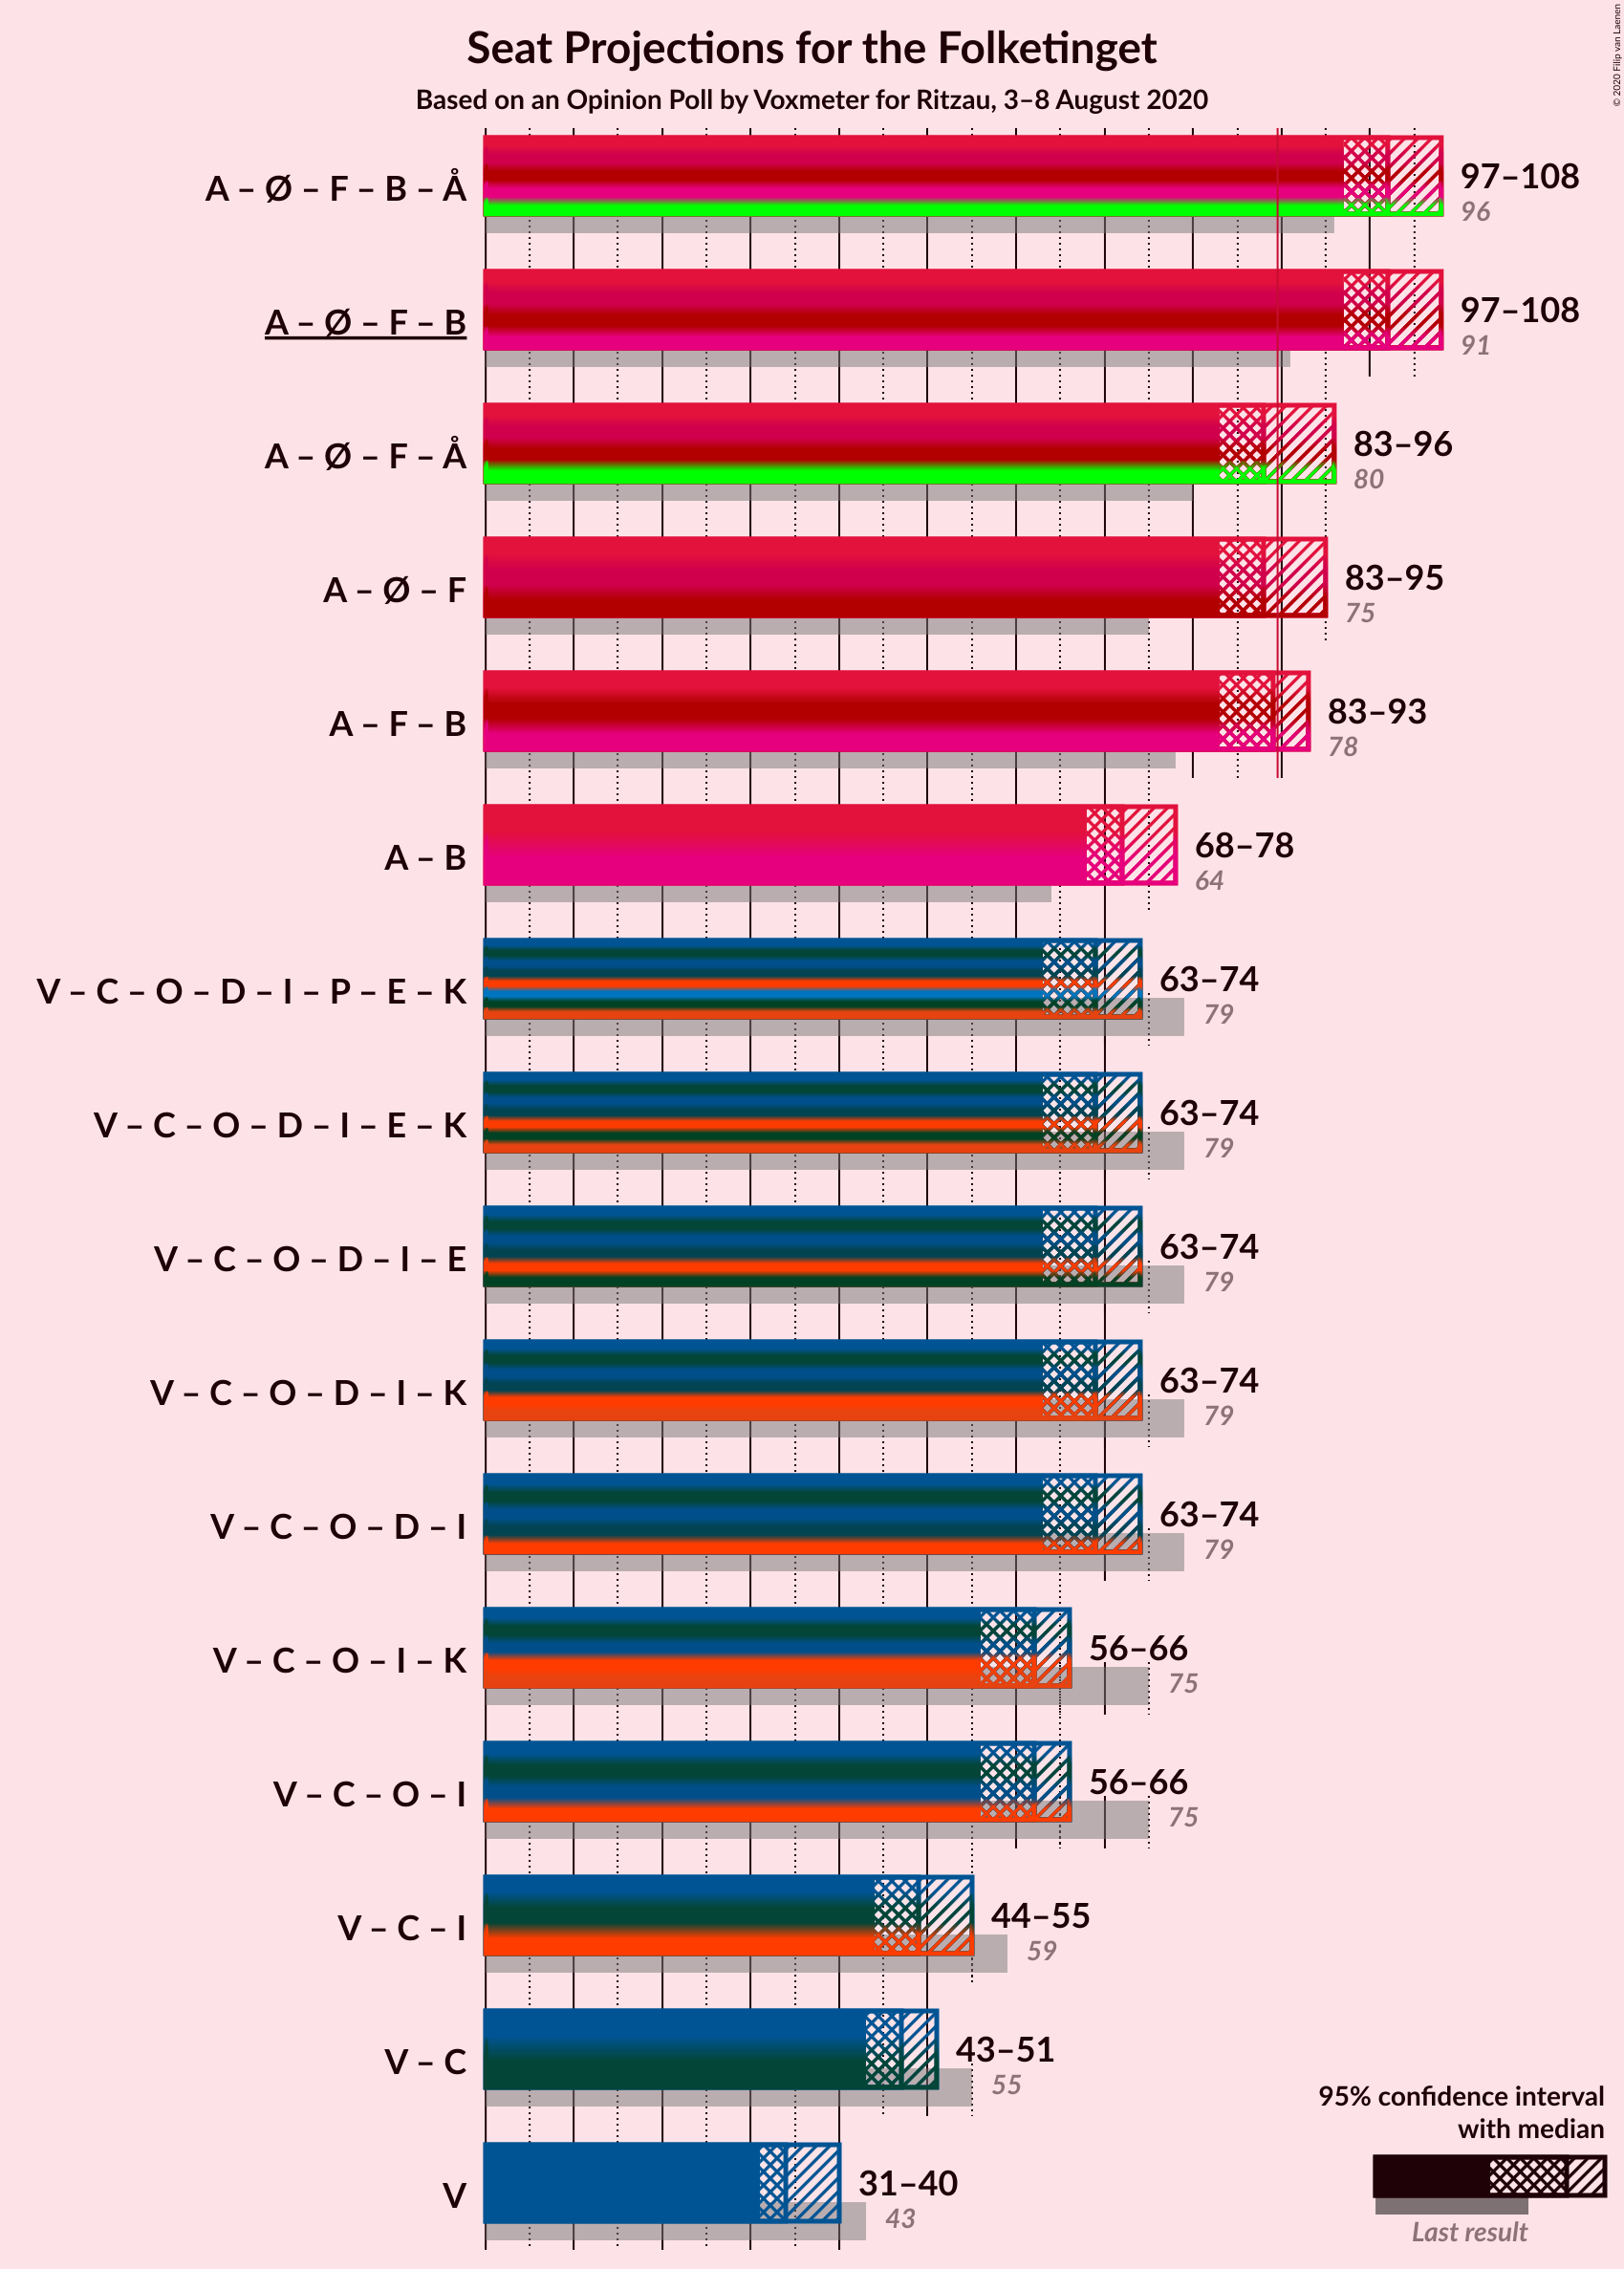 Seat Projections for the Folketinget
Based on an Opinion Poll by Voxmeter for Ritzau, 3–8 August 2020
© 2020 Filip van Laenen
A – Ø – F – B – Å
97–108
96
A – Ø – F – B
97–108
91
A – Ø – F – Å
83–96
80
A – Ø – F
83–95
75
A – F – B
83–93
78
A – B
68–78
64
V – C – O – D – I – P – E – K
63–74
79
V – C – O – D – I – E – K
63–74
79
V – C – O – D – I – E
63–74
79
V – C – O – D – I – K
63–74
79
V – C – O – D – I
63–74
79
V – C – O – I – K
56–66
75
V – C – O – I
56–66
75
V – C – I
44–55
59
V – C
43–51
55
V
31–40
43
95% confidence interval
with median
Last result